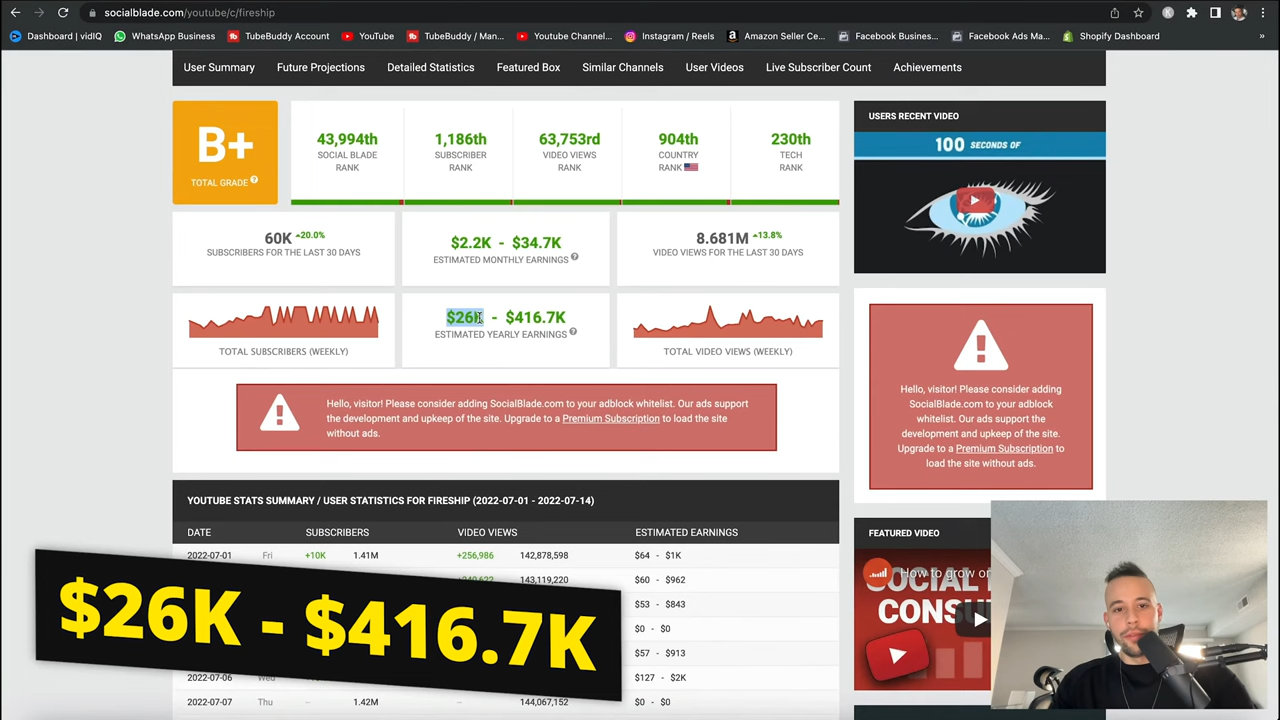 socialblade.com/youtube/c/fireship
Dashboard | vidIQ
WhatsApp Business
TubeBuddy Account
YouTube
TubeBuddy / Man...
Youtube Channel...
Instagram / Reels
Amazon Seller Ce...
Facebook Busines...
Facebook Ads Ma...
Shopify Dashboard
»
User Summary
Future Projections
Detailed Statistics
Featured Box
Similar Channels
User Videos
Live Subscriber Count
Achievements
B+
TOTAL GRADE
43,994th
SOCIAL BLADE
RANK
1,186th
SUBSCRIBER
RANK
63,753rd
VIDEO VIEWS
RANK
904th
COUNTRY
RANK
230th
TECH
RANK
60K 20.0%
SUBSCRIBERS FOR THE LAST 30 DAYS
$2.2K - $34.7K
ESTIMATED MONTHLY EARNINGS
8.681M 13.8%
VIDEO VIEWS FOR THE LAST 30 DAYS
TOTAL SUBSCRIBERS (WEEKLY)
$26K - $416.7K
ESTIMATED YEARLY EARNINGS
TOTAL VIDEO VIEWS (WEEKLY)
Hello, visitor! Please consider adding SocialBlade.com to your adblock whitelist. Our ads support
the development and upkeep of the site. Upgrade to a Premium Subscription to load the site
without ads.
YOUTUBE STATS SUMMARY / USER STATISTICS FOR FIRESHIP (2022-07-01 - 2022-07-14)
DATE SUBSCRIBERS VIDEO VIEWS ESTIMATED EARNINGS
2022-07-01 Fri +10K 1.41M +256,986 142,878,598 $64 - $1K
143,119,220 $60 - $962
$53 - $843
$0 - $0
$57 - $913
2022-07-06 Wed $127 - $2K
2022-07-07 Thu -- 1.42M -- 144,067,152 $0 - $0
$26K - $416.7K
USERS RECENT VIDEO
100 SECONDS OF
Hello, visitor! Please consider adding
SocialBlade.com to your adblock
whitelist. Our ads support the
development and upkeep of the site.
Upgrade to a Premium Subscription to
load the site without ads.
FEATURED VIDEO
How to grow on
SOCIAL
CONSU